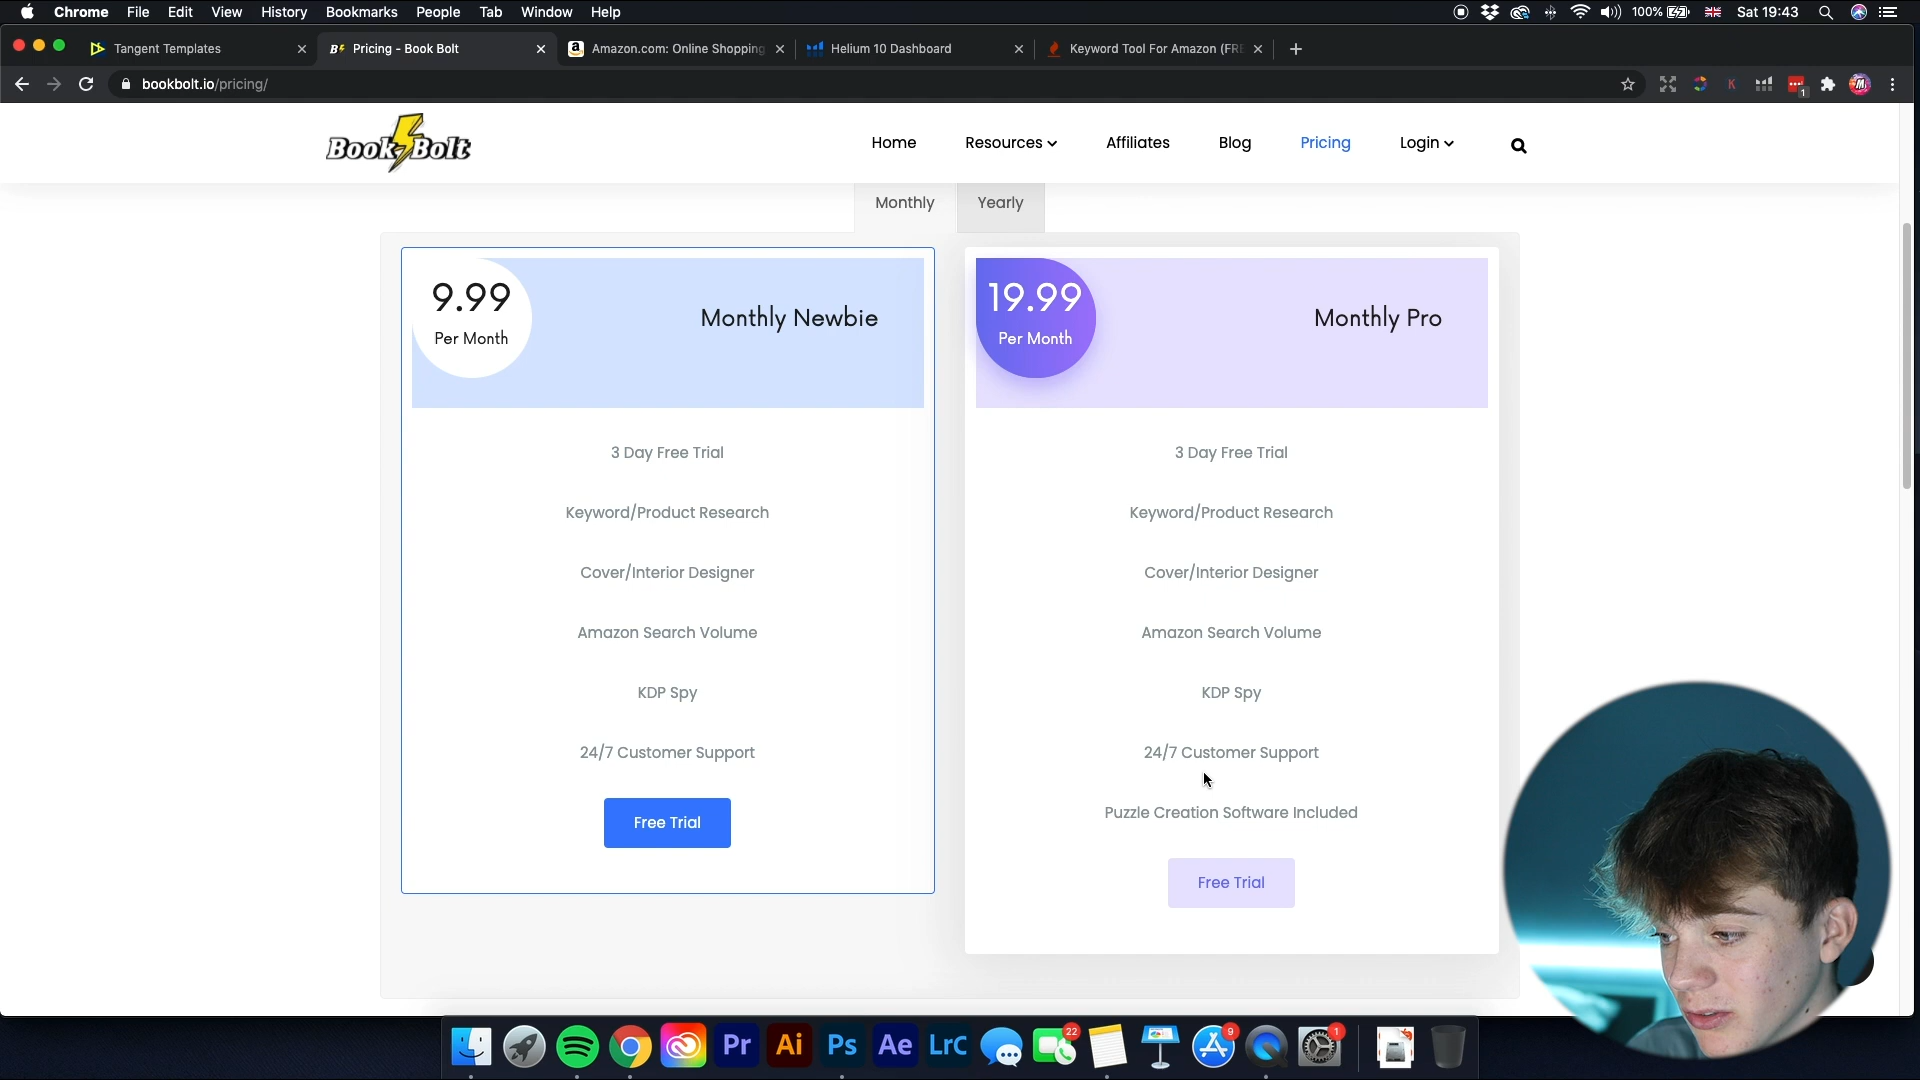 Chrome File Edit View History Bookmarks People Tab Window Help 100% Sat 19:43
Tangent Templates B Pricing - Book Bolt a Amazon.com: Online Shopping Helium 10 Dashboard Keyword Tool For Amazon (FRE
bookbolt.io/pricing/ K 1
Book Bolt Home Resources Affiliates Blog Pricing Login
Monthly Yearly
9.99
Per Month
Monthly Newbie
3 Day Free Trial
Keyword/Product Research
Cover/Interior Designer
Amazon Search Volume
KDP Spy
24/7 Customer Support
Free Trial
19.99
Per Month
Monthly Pro
3 Day Free Trial
Keyword/Product Research
Cover/Interior Designer
Amazon Search Volume
KDP Spy
24/7 Customer Support
Puzzle Creation Software Included
Free Trial
Pr Ai Ps Ae LrC 22 9 1